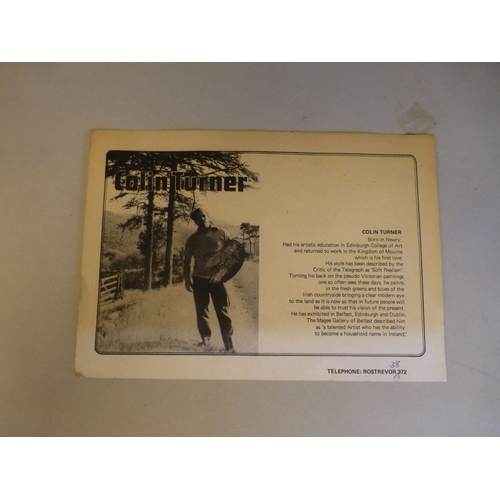 Colin Turner
COLIN TURNER
Born in Newry.
Had his artistic education in Edinburgh College of Art
and returned to work in the Kingdom of Mourne
which is his first love.
His style has been described by the
Critic of the Telegraph as 'Soft Realism'.
Turning his back on the pseudo Victorian paintings
one so often sees these days, he paints
in the fresh greens and blues of the
Irish countryside bringing a clear modern eye
to the land as it is now so that in future people will
be able to trust his vision of the present.
He has exhibited in Belfast, Edinburgh and Dublin.
The Magee Gallery of Belfast described him
as 'a talented Artist who has the ability
to become a household name in Ireland.'
38
TELEPHONE: ROSTREVOR 372